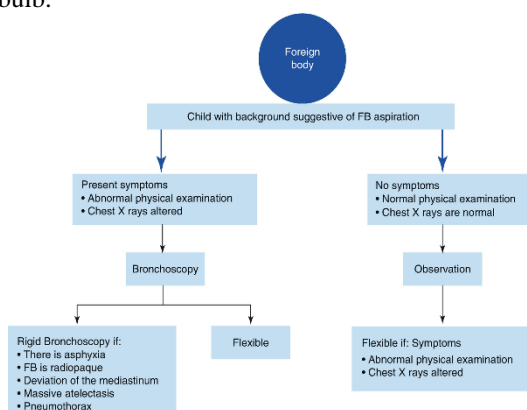 bulb.
Foreign
body
Child with background suggestive of FB aspiration
Present symptoms
• Abnormal physical examination
• Chest X rays altered
No symptoms
• Normal physical examination
• Chest X rays are normal
Bronchoscopy
Observation
Rigid Bronchoscopy if:
• There is asphyxia
• FB is radiopaque
• Deviation of the mediastinum
• Massive atelectasis
• Pneumothorax
Flexible
Flexible if: Symptoms
• Abnormal physical examination
• Chest X rays altered